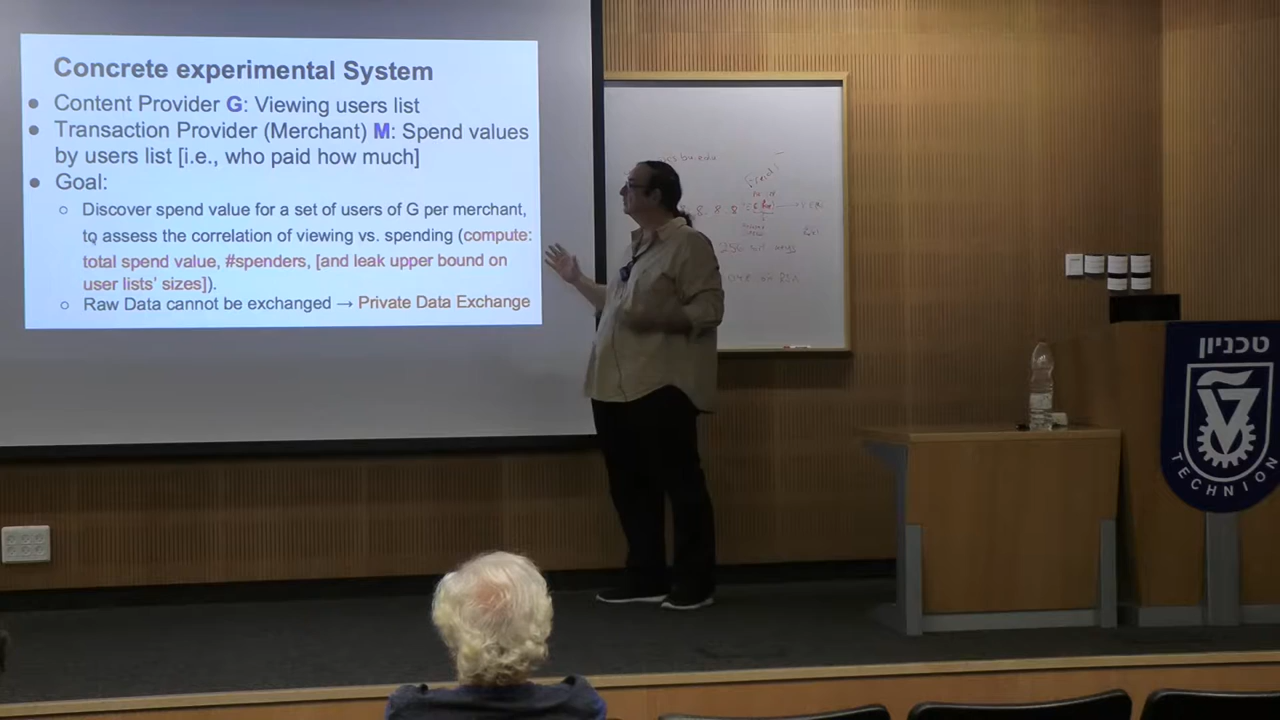 Concrete experimental System
● Content Provider G: Viewing users list
● Transaction Provider (Merchant) M: Spend values
by users list [i.e., who paid how much]
● Goal:
○ Discover spend value for a set of users of G per merchant,
to assess the correlation of viewing vs. spending (compute:
total spend value, #spenders, [and leak upper bound on
user lists' sizes]).
○ Raw Data cannot be exchanged → Private Data Exchange
טכניון
TECHNION